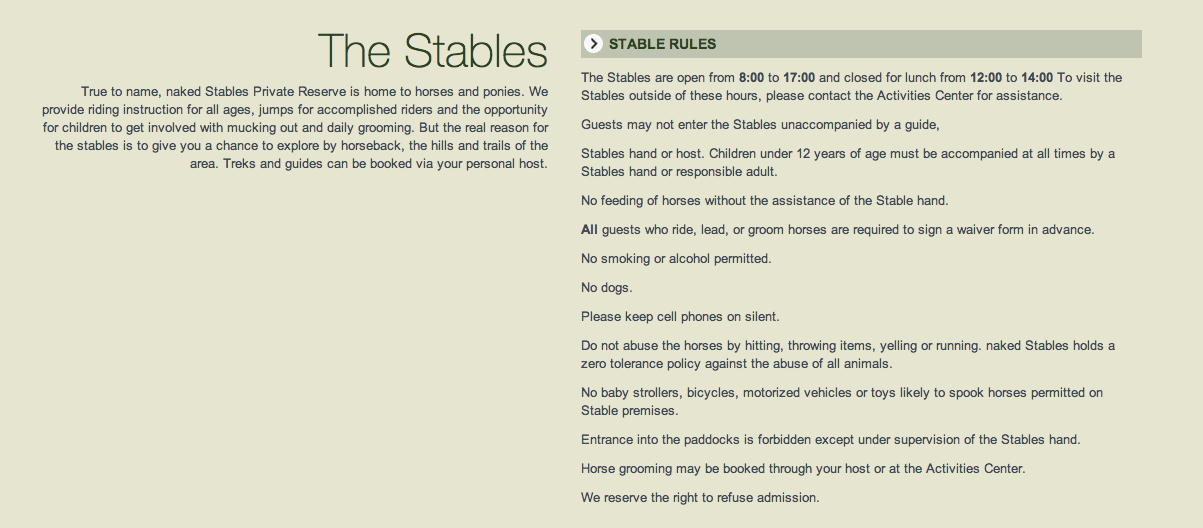 The Stables
True to name, naked Stables Private Reserve is home to horses and ponies. We
provide riding instruction for all ages, jumps for accomplished riders and the opportunity
for children to get involved with mucking out and daily grooming. But the real reason for
the stables is to give you a chance to explore by horseback, the hills and trails of the
area. Treks and guides can be booked via your personal host.
STABLE RULES
The Stables are open from 8:00 to 17:00 and closed for lunch from 12:00 to 14:00 To visit the
Stables outside of these hours, please contact the Activities Center for assistance.
Guests may not enter the Stables unaccompanied by a guide,
Stables hand or host. Children under 12 years of age must be accompanied at all times by a
Stables hand or responsible adult.
No feeding of horses without the assistance of the Stable hand.
All guests who ride, lead, or groom horses are required to sign a waiver form in advance.
No smoking or alcohol permitted.
No dogs.
Please keep cell phones on silent.
Do not abuse the horses by hitting, throwing items, yelling or running. naked Stables holds a
zero tolerance policy against the abuse of all animals.
No baby strollers, bicycles, motorized vehicles or toys likely to spook horses permitted on
Stable premises.
Entrance into the paddocks is forbidden except under supervision of the Stables hand.
Horse grooming may be booked through your host or at the Activities Center.
We reserve the right to refuse admission.